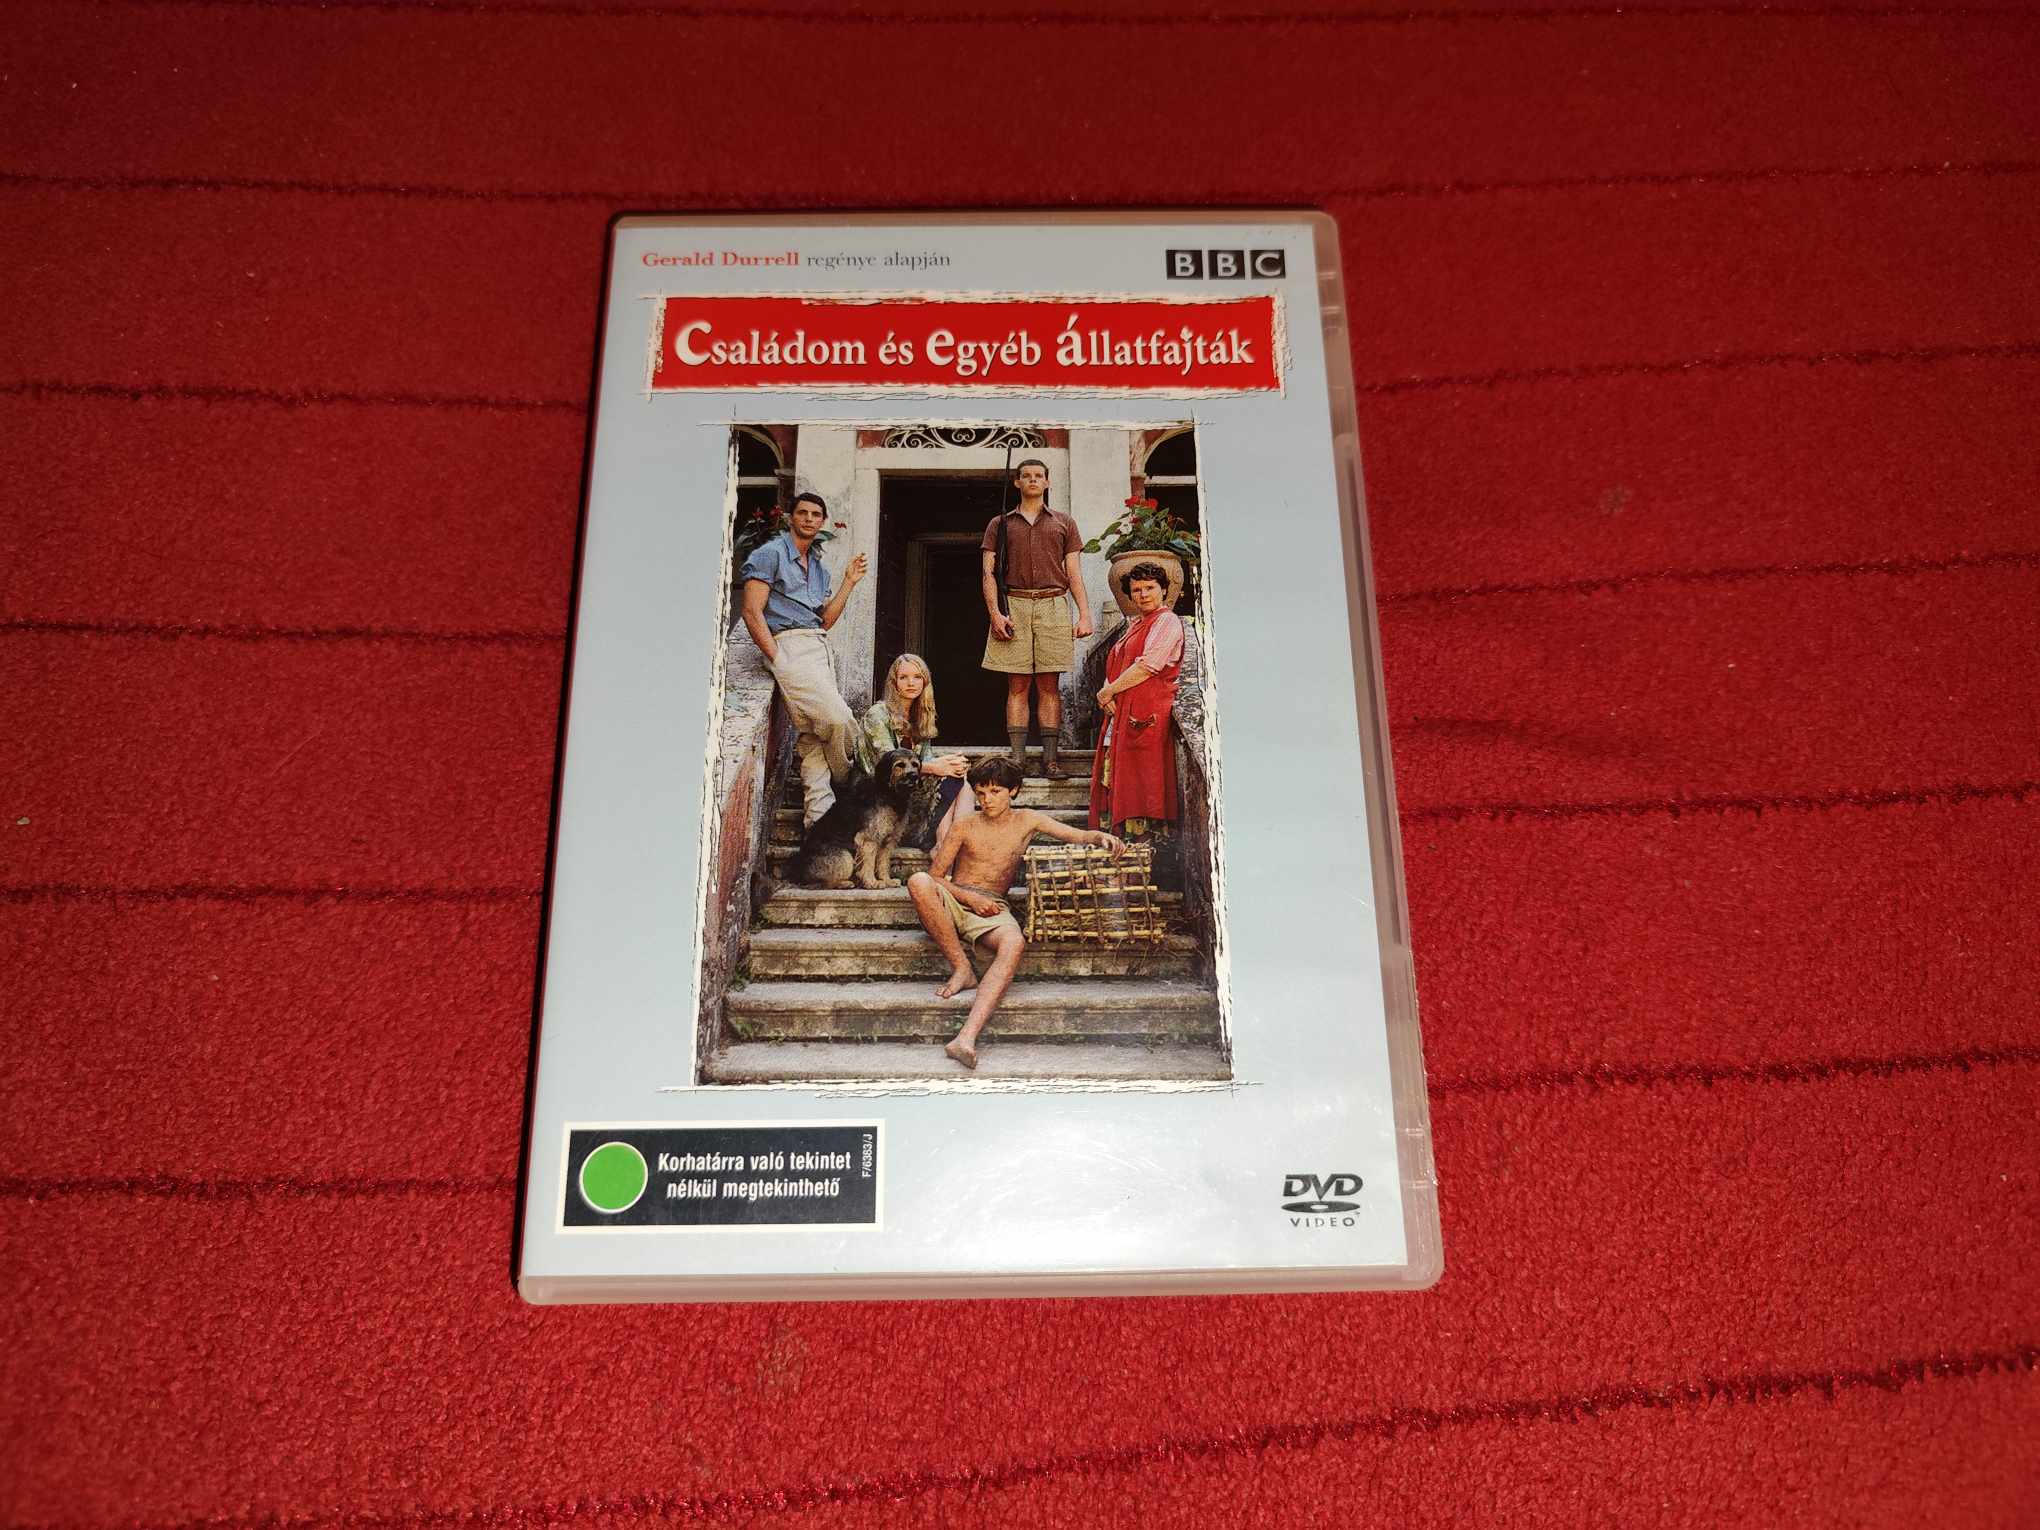 Gerald Durrell regénye alapján
BBC
Családom és egyéb állatfajták
Korhatárra való tekintet
nélkül megtekinthető
F/6383/J
DVD
VIDEO